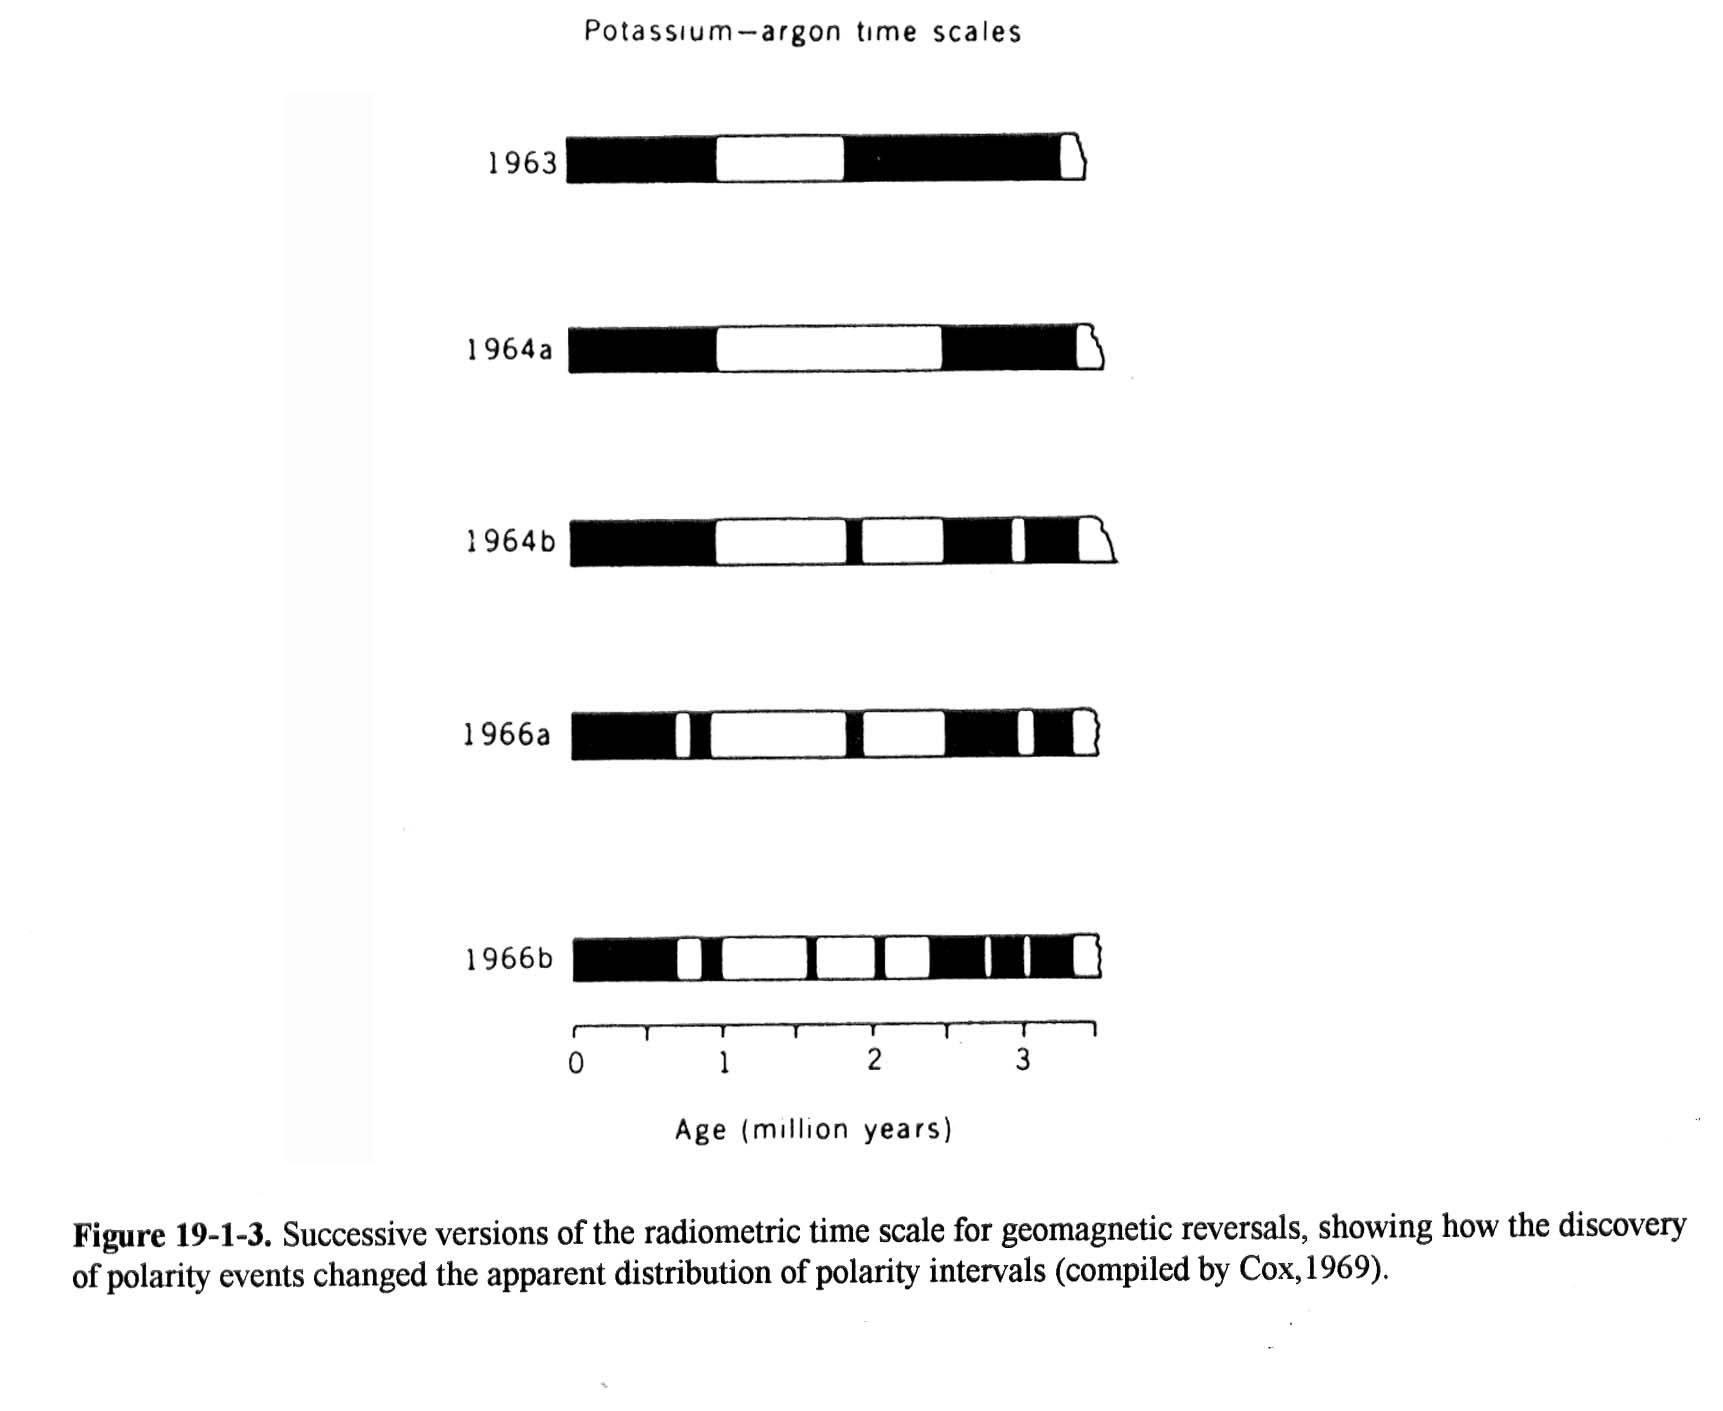 Potassium—argon time scales
1963
1964a
1964b
1966a
1966b
0 1 2 3
Age (million years)
Figure 19-1-3. Successive versions of the radiometric time scale for geomagnetic reversals, showing how the discovery
of polarity events changed the apparent distribution of polarity intervals (compiled by Cox,1969).